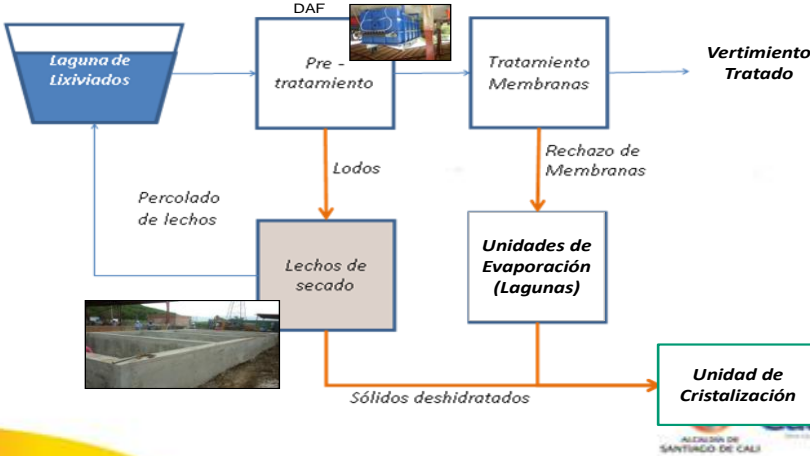 DAF
Laguna de
Lixiviados
Pre -
tratamiento
Tratamiento
Membranas
Vertimiento
Tratado
Lodos
Rechazo de
Membranas
Percolado
de lechos
Lechos de
secado
Unidades de
Evaporación
(Lagunas)
Sólidos deshidratados
Unidad de
Cristalización
ALCALDÍA DE
SANTIAGO DE CALI